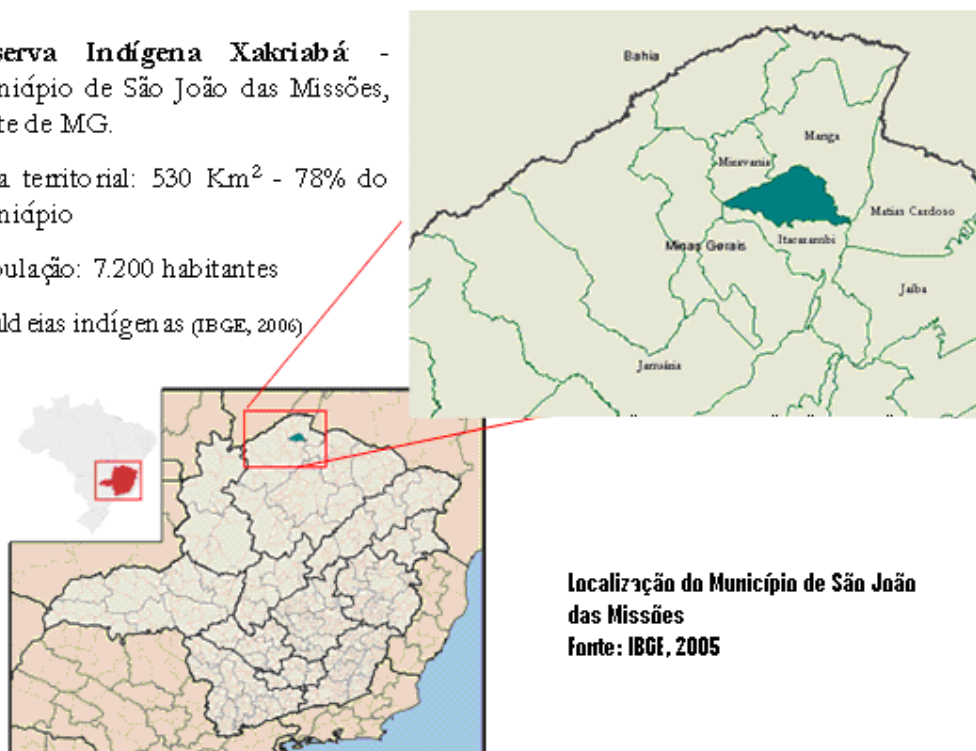 serva Indígena Xakriabá -
nicípio de São João das Missões,
te de MG.
a territorial: 530 Km² - 78% do
nicípio
pulação: 7.200 habitantes
ldeias indígenas (IBGE, 2006)
Bahia
Manga
Miravania
Matias Cardoso
Itacarambi
Minas Gerais
Jaíba
Januária
Localização do Município de São João
das Missões
Fonte: IBGE, 2005